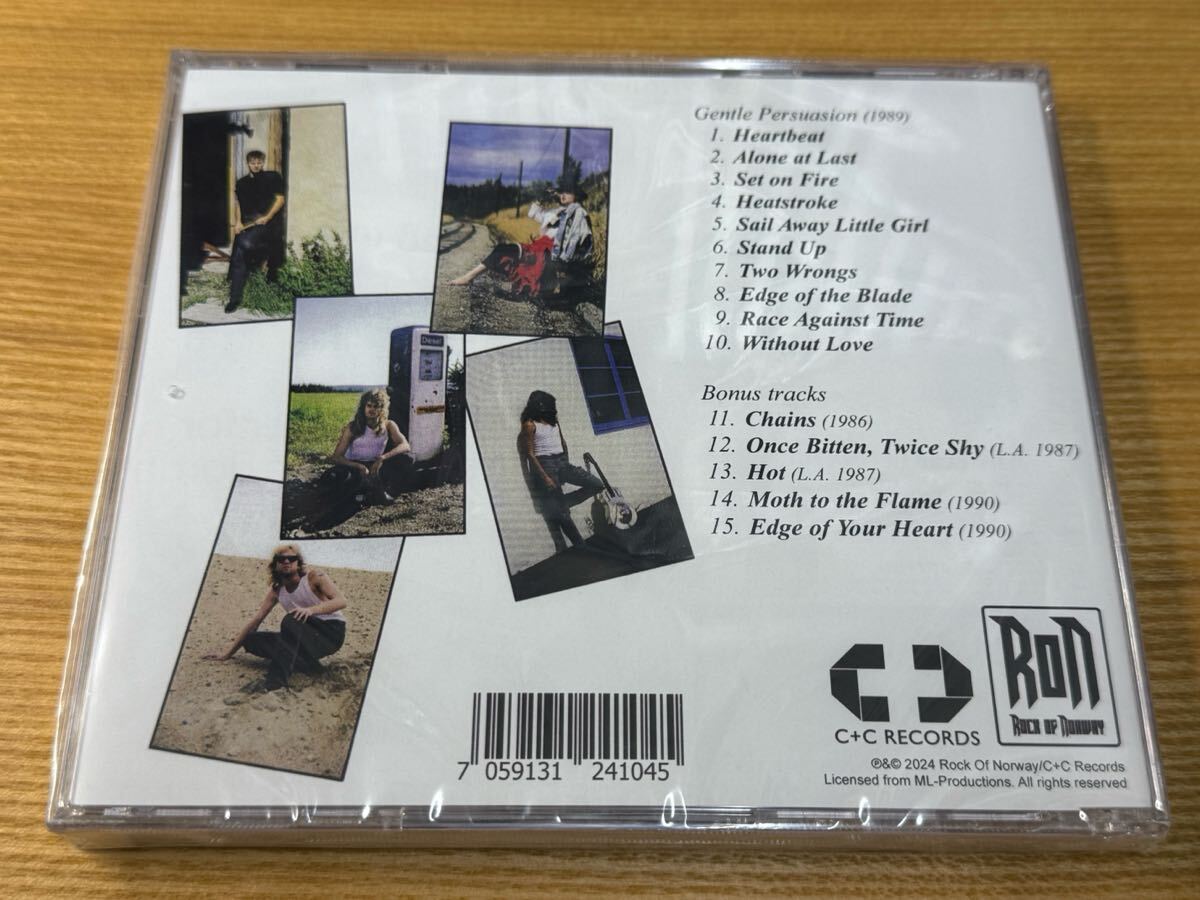 Gentle Persuasion (1989)
1. Heartbeat
2. Alone at Last
3. Set on Fire
4. Heatstroke
5. Sail Away Little Girl
6. Stand Up
7. Two Wrongs
8. Edge of the Blade
9. Race Against Time
10. Without Love
Bonus tracks
11. Chains (1986)
12. Once Bitten, Twice Shy (L.A. 1987)
13. Hot (L.A. 1987)
14. Moth to the Flame (1990)
15. Edge of Your Heart (1990)
Diesel
C+C RECORDS
RON
ROCK OF NORWAY
7 059131 241045
℗&© 2024 Rock Of Norway/C+C Records
Licensed from ML-Productions. All rights reserved